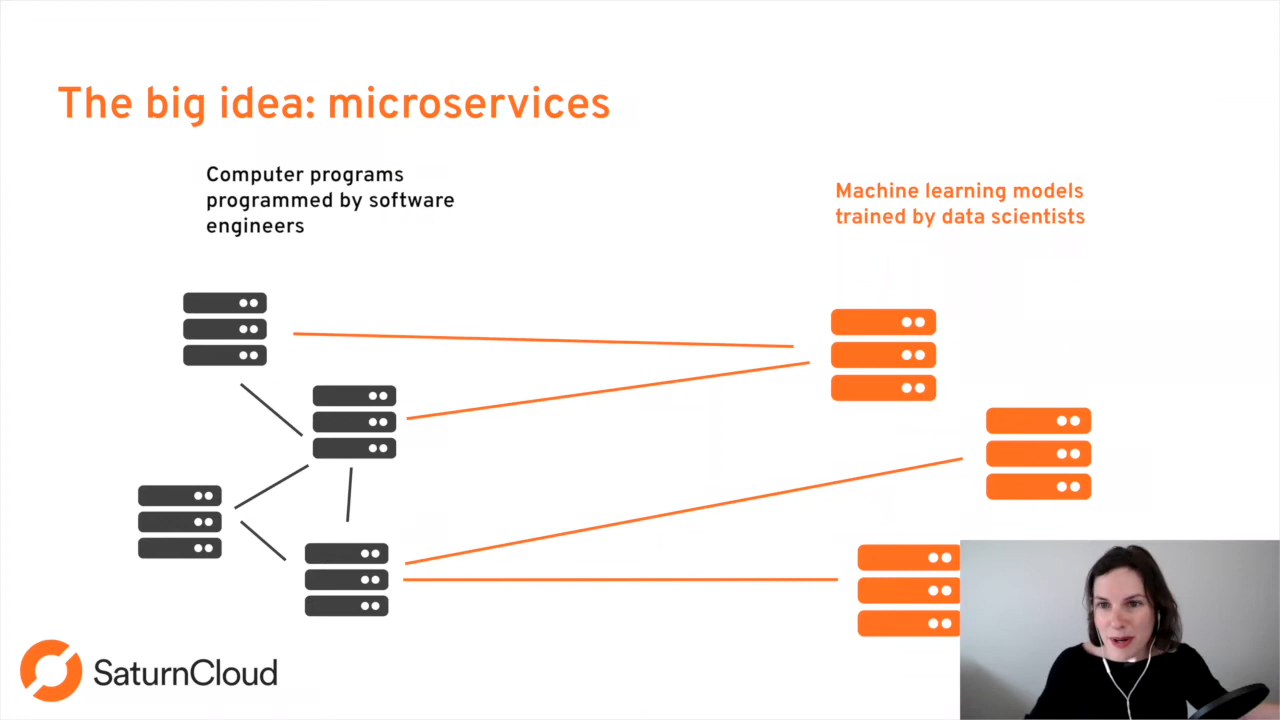 The big idea: microservices
Computer programs
programmed by software
engineers
Machine learning models
trained by data scientists
SaturnCloud